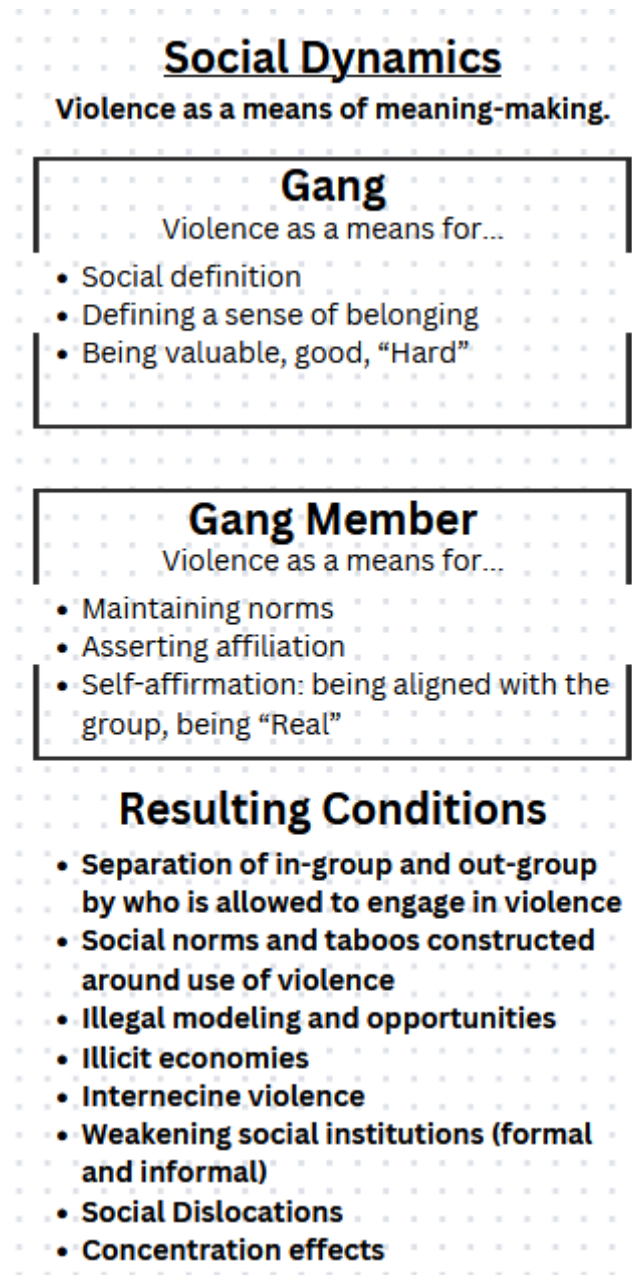 Social Dynamics
Violence as a means of meaning-making.
Gang
Violence as a means for...
• Social definition
• Defining a sense of belonging
• Being valuable, good, “Hard”
Gang Member
Violence as a means for...
• Maintaining norms
• Asserting affiliation
• Self-affirmation: being aligned with the
group, being “Real”
Resulting Conditions
• Separation of in-group and out-group
by who is allowed to engage in violence
• Social norms and taboos constructed
around use of violence
• Illegal modeling and opportunities
• Illicit economies
• Internecine violence
• Weakening social institutions (formal
and informal)
• Social Dislocations
• Concentration effects